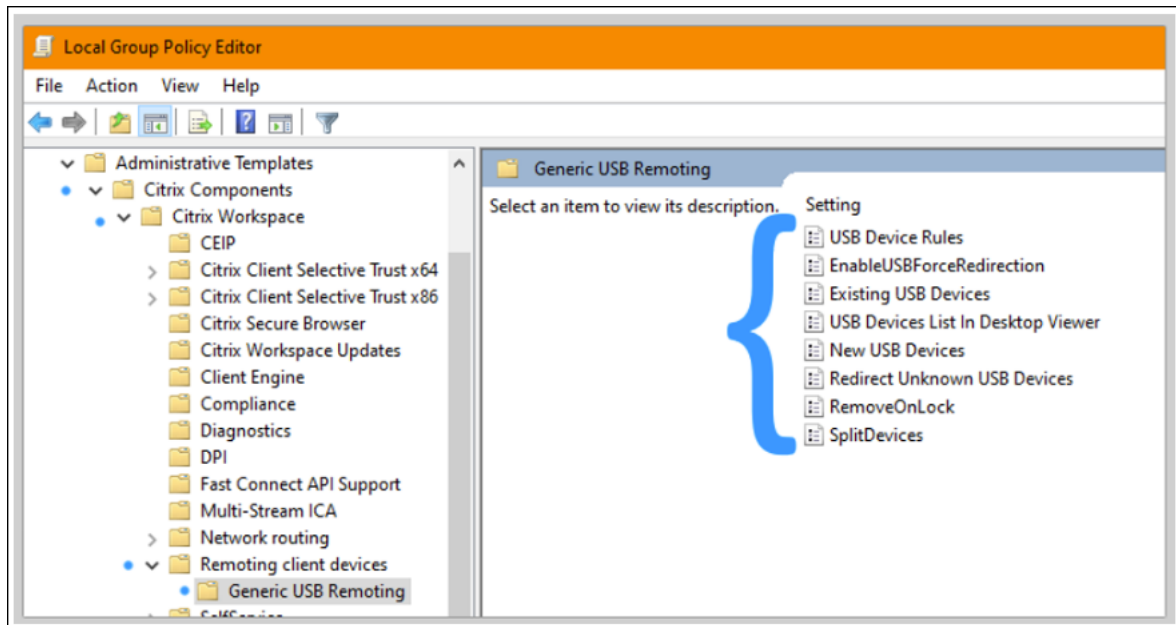 Local Group Policy Editor
File Action View Help
Administrative Templates
Citrix Components
Citrix Workspace
CEIP
Citrix Client Selective Trust x64
Citrix Client Selective Trust x86
Citrix Secure Browser
Citrix Workspace Updates
Client Engine
Compliance
Diagnostics
DPI
Fast Connect API Support
Multi-Stream ICA
Network routing
Remoting client devices
Generic USB Remoting
SelfService
Generic USB Remoting
Select an item to view its description.
Setting
USB Device Rules
EnableUSBForceRedirection
Existing USB Devices
USB Devices List In Desktop Viewer
New USB Devices
Redirect Unknown USB Devices
RemoveOnLock
SplitDevices